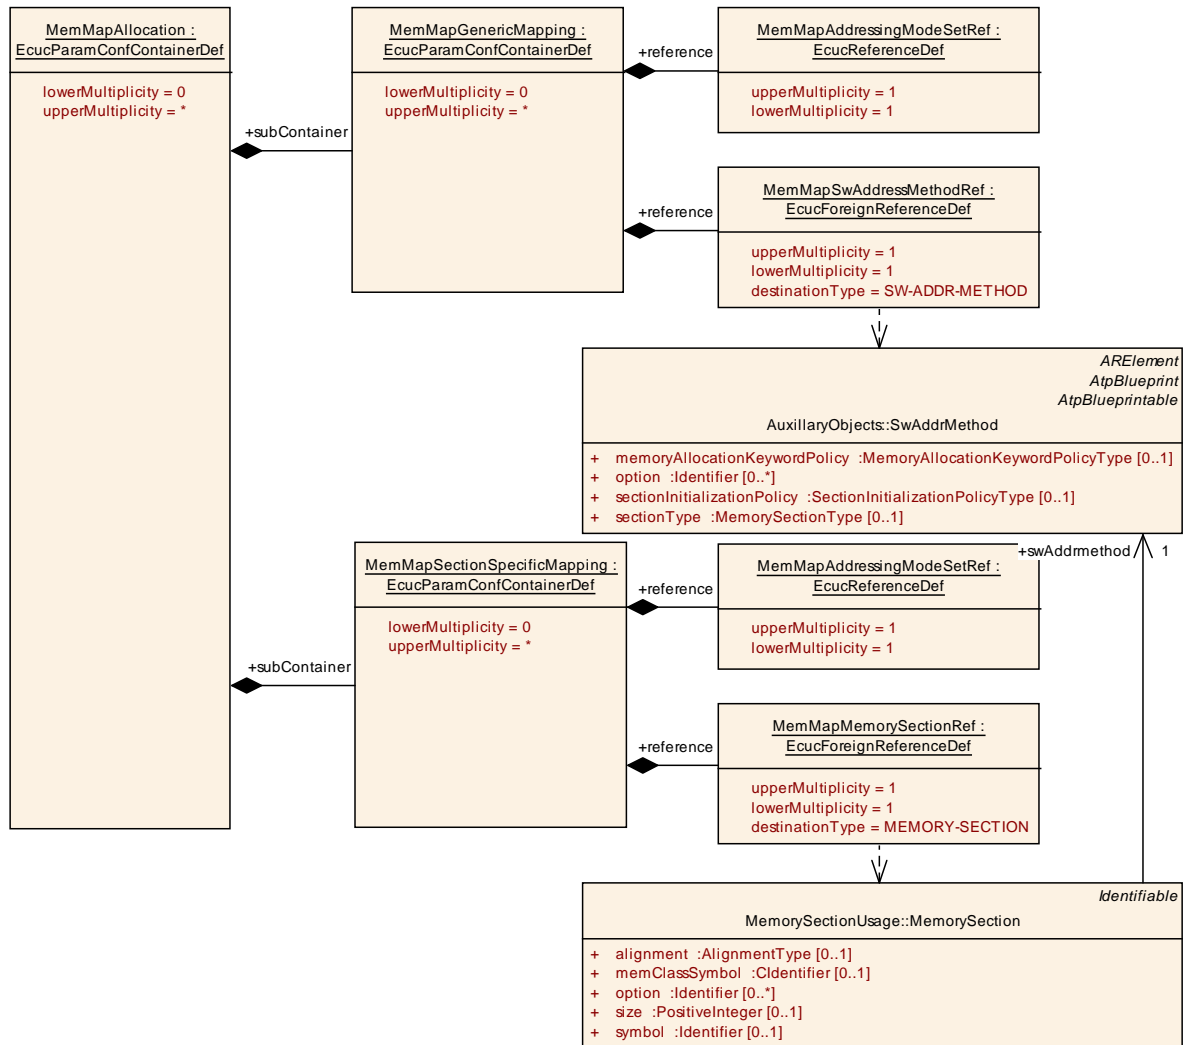 MemMapAllocation :
EcucParamConfContainerDef
lowerMultiplicity = 0
upperMultiplicity = *
+subContainer
MemMapGenericMapping :
EcucParamConfContainerDef
lowerMultiplicity = 0
upperMultiplicity = *
+reference
MemMapAddressingModeSetRef :
EcucReferenceDef
upperMultiplicity = 1
lowerMultiplicity = 1
+reference
MemMapSwAddressMethodRef :
EcucForeignReferenceDef
upperMultiplicity = 1
lowerMultiplicity = 1
destinationType = SW-ADDR-METHOD
ARElement
AtpBlueprint
AtpBlueprintable
AuxillaryObjects::SwAddrMethod
+ memoryAllocationKeywordPolicy :MemoryAllocationKeywordPolicyType [0..1]
+ option :Identifier [0..*]
+ sectionInitializationPolicy :SectionInitializationPolicyType [0..1]
+ sectionType :MemorySectionType [0..1]
+swAddrmethod 1
+subContainer
MemMapSectionSpecificMapping :
EcucParamConfContainerDef
lowerMultiplicity = 0
upperMultiplicity = *
+reference
MemMapAddressingModeSetRef :
EcucReferenceDef
upperMultiplicity = 1
lowerMultiplicity = 1
+reference
MemMapMemorySectionRef :
EcucForeignReferenceDef
upperMultiplicity = 1
lowerMultiplicity = 1
destinationType = MEMORY-SECTION
Identifiable
MemorySectionUsage::MemorySection
+ alignment :AlignmentType [0..1]
+ memClassSymbol :CIdentifier [0..1]
+ option :Identifier [0..*]
+ size :PositiveInteger [0..1]
+ symbol :Identifier [0..1]